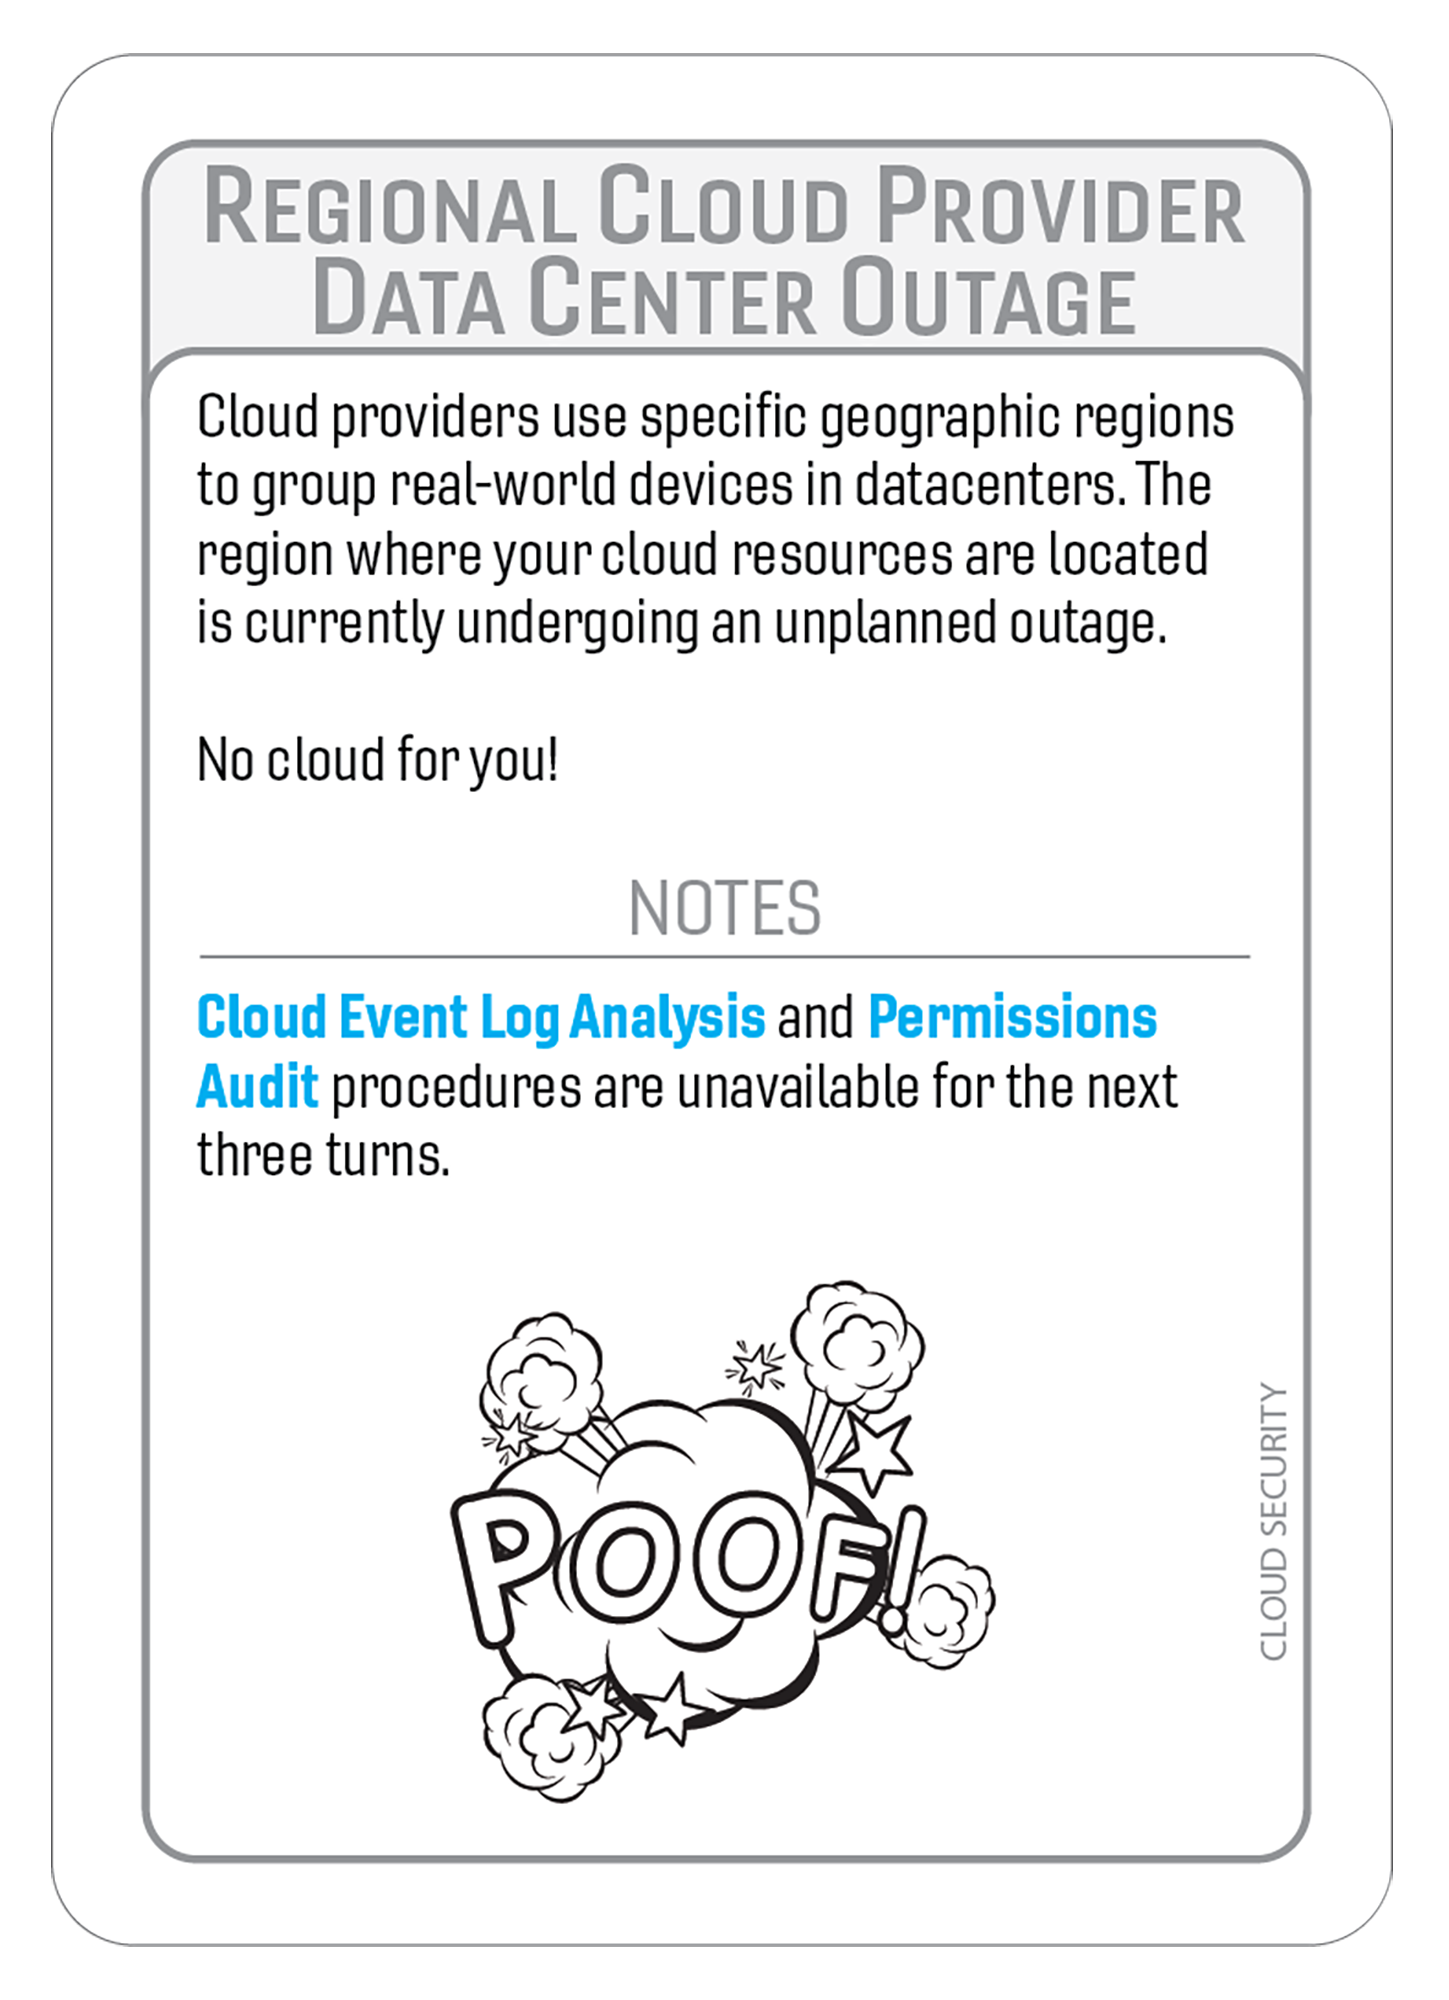 REGIONAL CLOUD PROVIDER
DATA CENTER OUTAGE
Cloud providers use specific geographic regions
to group real-world devices in datacenters. The
region where your cloud resources are located
is currently undergoing an unplanned outage.
No cloud for you!
NOTES
Cloud Event Log Analysis and Permissions
Audit procedures are unavailable for the next
three turns.
POOF!
CLOUD SECURITY